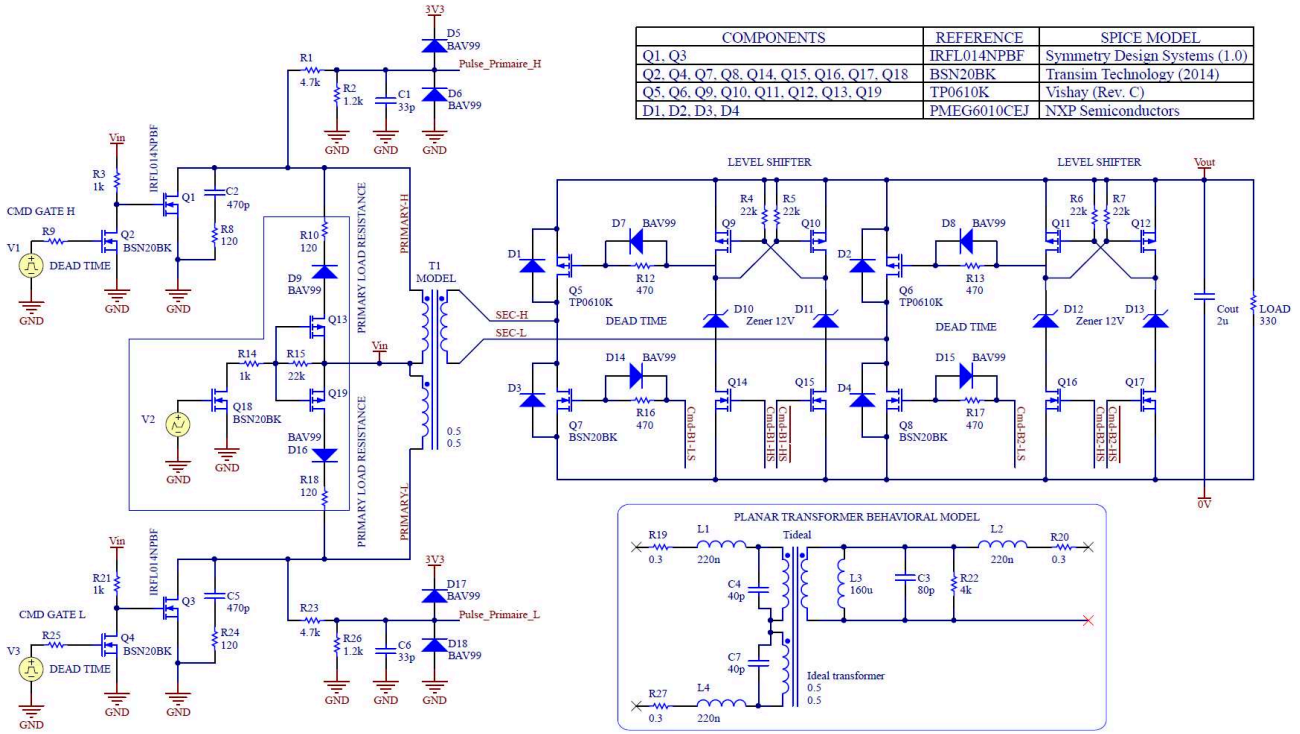 3V3
D5
BAV99
R1
4.7k
Pulse_Primaire_H
R2
1.2k
C1
33p
D6
BAV99
GND
GND
GND
COMPONENTS REFERENCE SPICE MODEL
Q1, Q3 IRFL014NPBF Symmetry Design Systems (1.0)
Q2, Q4, Q7, Q8, Q14, Q15, Q16, Q17, Q18 BSN20BK Transim Technology (2014)
Q5, Q6, Q9, Q10, Q11, Q12, Q13, Q19 TP0610K Vishay (Rev. C)
D1, D2, D3, D4 PMEG6010CEJ NXP Semiconductors
Vin
R3
1k
IRFL014NPBF
Q1
C2
470p
R8
120
CMD GATE H
V1
R9
Q2
BSN20BK
DEAD TIME
GND
GND
GND
GND
R10
120
D9
BAV99
PRIMARY LOAD RESISTANCE
PRIMARY-H
T1
MODEL
Q13
Vin
R14
1k
R15
22k
Q19
V2
Q18
BSN20BK
GND
GND
BAV99
D16
R18
120
PRIMARY LOAD RESISTANCE
PRIMARY-L
0.5
0.5
SEC-H
SEC-L
LEVEL SHIFTER
LEVEL SHIFTER
Vout
D1
Q5
TP0610K
D7
BAV99
R12
470
Q9
R4
22k
R5
22k
Q10
D2
Q6
TP0610K
D8
BAV99
R13
470
Q11
R6
22k
R7
22k
Q12
DEAD TIME
D10
Zener 12V
D11
DEAD TIME
D12
Zener 12V
D13
Cout
2u
LOAD
330
D3
Q7
BSN20BK
D14
BAV99
R16
470
Cmd-B1-LS
Q14
Cmd-B1-HS
Cmd-B1-HS
Q15
D4
Q8
BSN20BK
D15
BAV99
R17
470
Cmd-B2-LS
Q16
Cmd-B2-HS
Cmd-B2-HS
Q17
0V
Vin
R21
1k
IRFL014NPBF
Q3
C5
470p
R24
120
CMD GATE L
V3
R25
Q4
BSN20BK
DEAD TIME
GND
GND
GND
GND
3V3
D17
BAV99
R23
4.7k
Pulse_Primaire_L
R26
1.2k
C6
33p
D18
BAV99
GND
GND
GND
PLANAR TRANSFORMER BEHAVIORAL MODEL
R19
0.3
L1
220n
Tideal
C4
40p
L3
160u
C3
80p
R22
4k
L2
220n
R20
0.3
C7
40p
R27
0.3
L4
220n
Ideal transformer
0.5
0.5